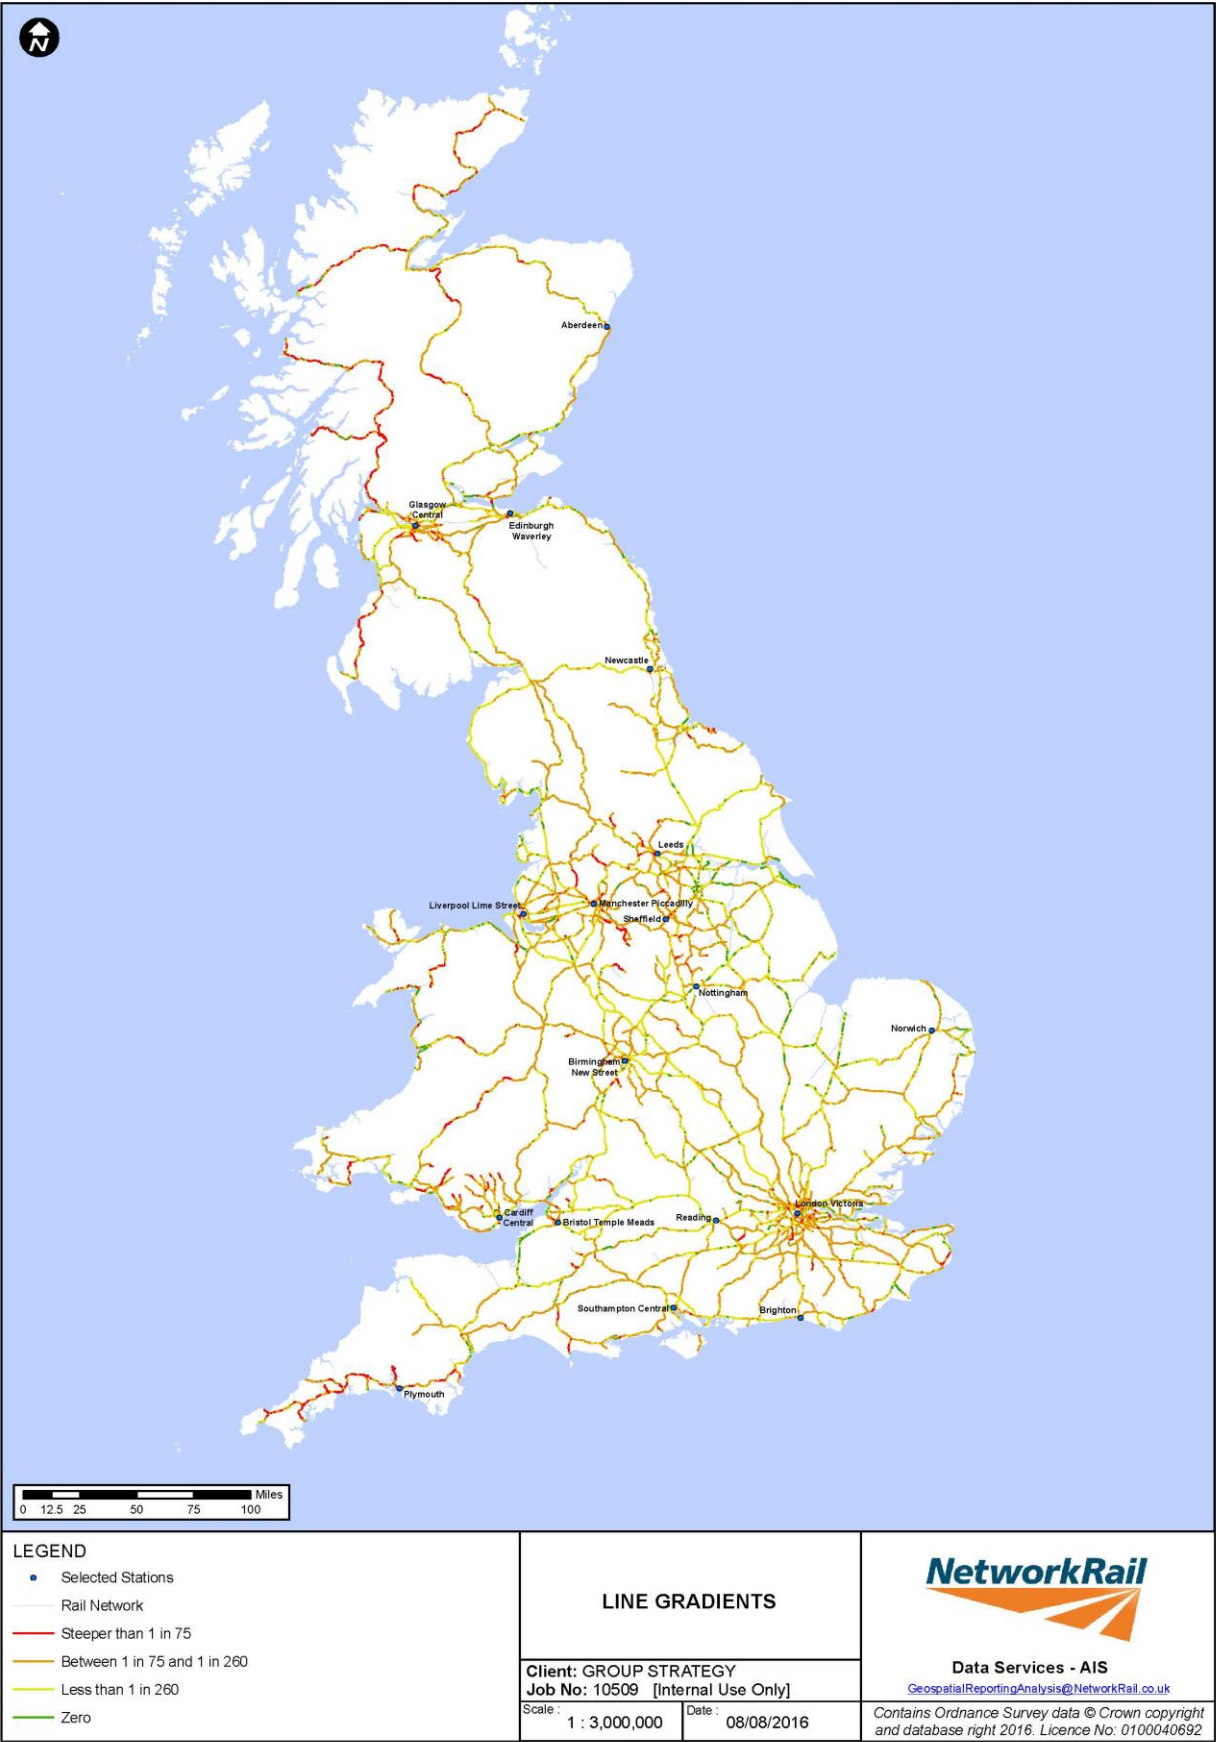 N
Aberdeen
Glasgow
Central
Edinburgh
Waverley
Newcastle
Leeds
Liverpool Lime Street
Manchester Piccadilly
Sheffield
Nottingham
Norwich
Birmingham
New Street
London Victoria
Cardiff
Central
Bristol Temple Meads
Reading
Southampton Central
Brighton
Plymouth
Miles
0 12.5 25 50 75 100
LEGEND
Selected Stations
Rail Network
Steeper than 1 in 75
Between 1 in 75 and 1 in 260
Less than 1 in 260
Zero
LINE GRADIENTS
Client: GROUP STRATEGY
Job No: 10509 [Internal Use Only]
Scale :
1 : 3,000,000
Date :
08/08/2016
NetworkRail
Data Services - AIS
GeospatialReportingAnalysis@NetworkRail.co.uk
Contains Ordnance Survey data © Crown copyright
and database right 2016. Licence No: 0100040692